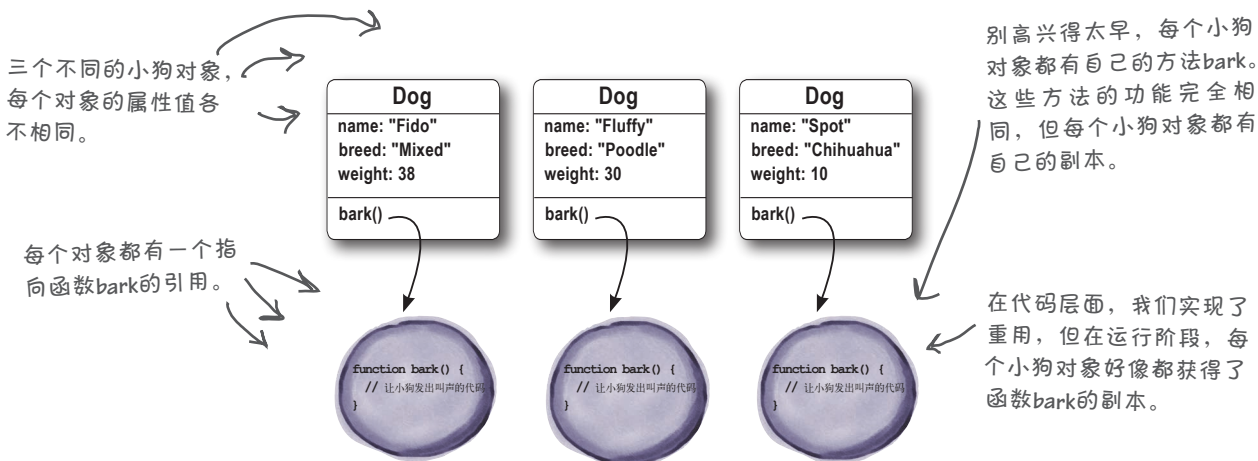 三个不同的小狗对象，
每个对象的属性值各
不相同。
别高兴得太早，每个小狗
对象都有自己的方法bark。
这些方法的功能完全相
同，但每个小狗对象都有
自己的副本。
Dog
name: "Fido"
breed: "Mixed"
weight: 38
bark()
Dog
name: "Fluffy"
breed: "Poodle"
weight: 30
bark()
Dog
name: "Spot"
breed: "Chihuahua"
weight: 10
bark()
每个对象都有一个指
向函数bark的引用。
function bark() {
// 让小狗发出叫声的代码
}
function bark() {
// 让小狗发出叫声的代码
}
function bark() {
// 让小狗发出叫声的代码
}
在代码层面，我们实现了
重用，但在运行阶段，每
个小狗对象好像都获得了
函数bark的副本。